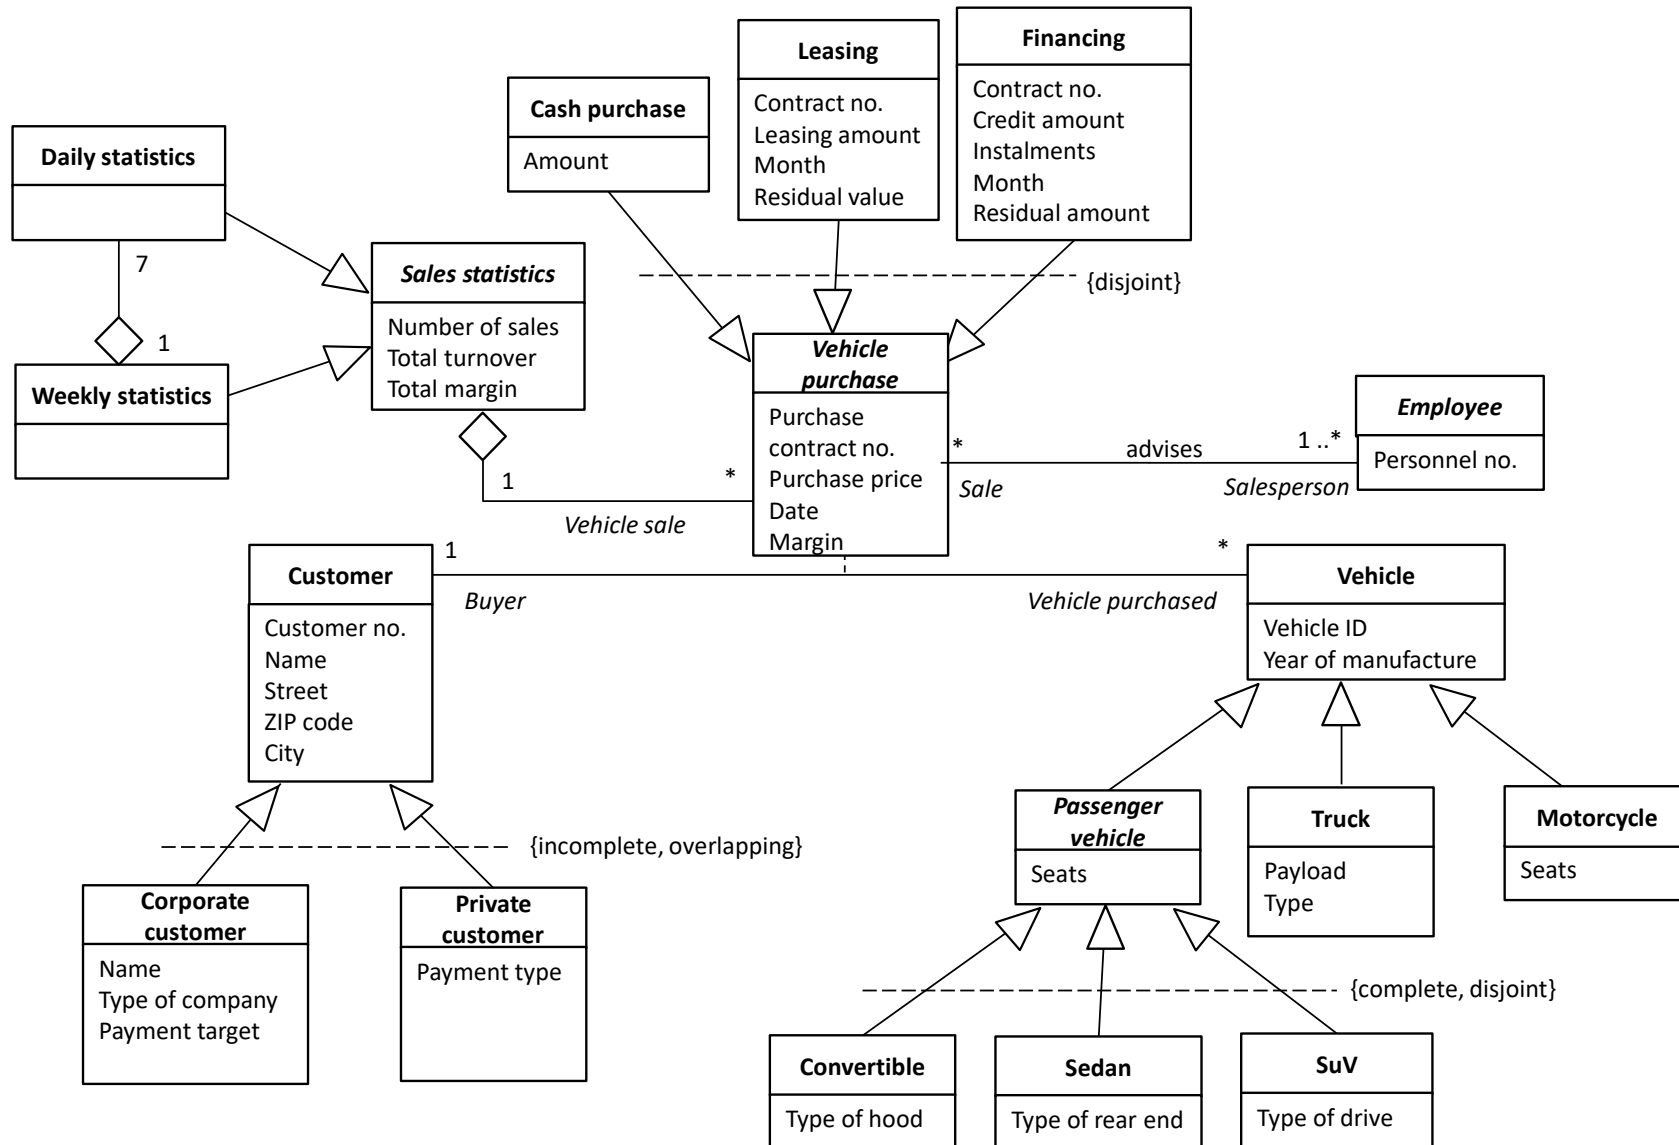 Leasing
Contract no.
Leasing amount
Month
Residual value
Financing
Contract no.
Credit amount
Instalments
Month
Residual amount
Cash purchase
Amount
Daily statistics
7
1
Weekly statistics
Sales statistics
Number of sales
Total turnover
Total margin
{disjoint}
Vehicle
purchase
Purchase
contract no.
Purchase price
Date
Margin
1
*
Vehicle sale
*
advises
1 ..*
Sale
Salesperson
Employee
Personnel no.
Customer
Customer no.
Name
Street
ZIP code
City
1
*
Buyer
Vehicle purchased
Vehicle
Vehicle ID
Year of manufacture
{incomplete, overlapping}
Corporate
customer
Name
Type of company
Payment target
Private
customer
Payment type
Passenger
vehicle
Seats
Truck
Payload
Type
Motorcycle
Seats
{complete, disjoint}
Convertible
Type of hood
Sedan
Type of rear end
SuV
Type of drive